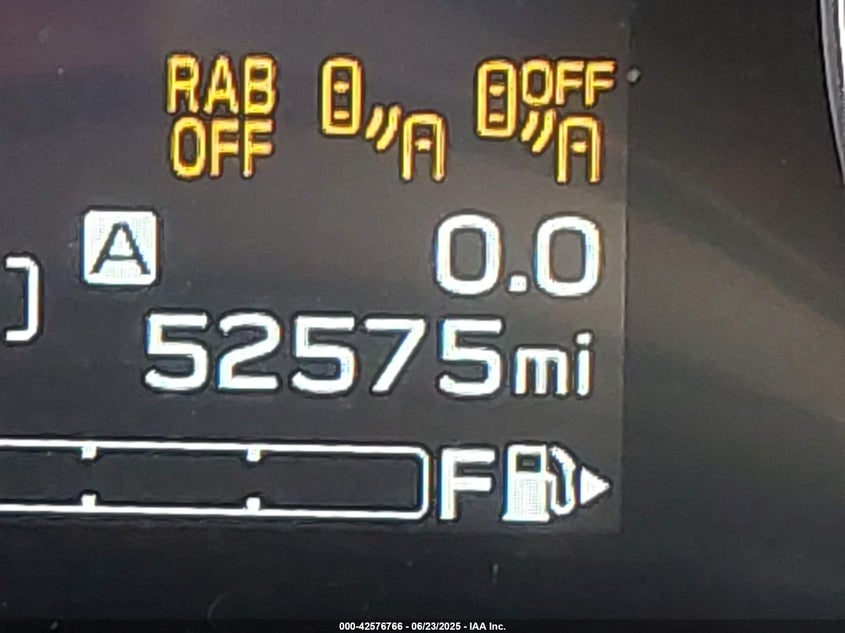 RAB OFF
OFF
A 0.0
52575mi
F
000-42576766 - 06/23/2025 - IAA Inc.